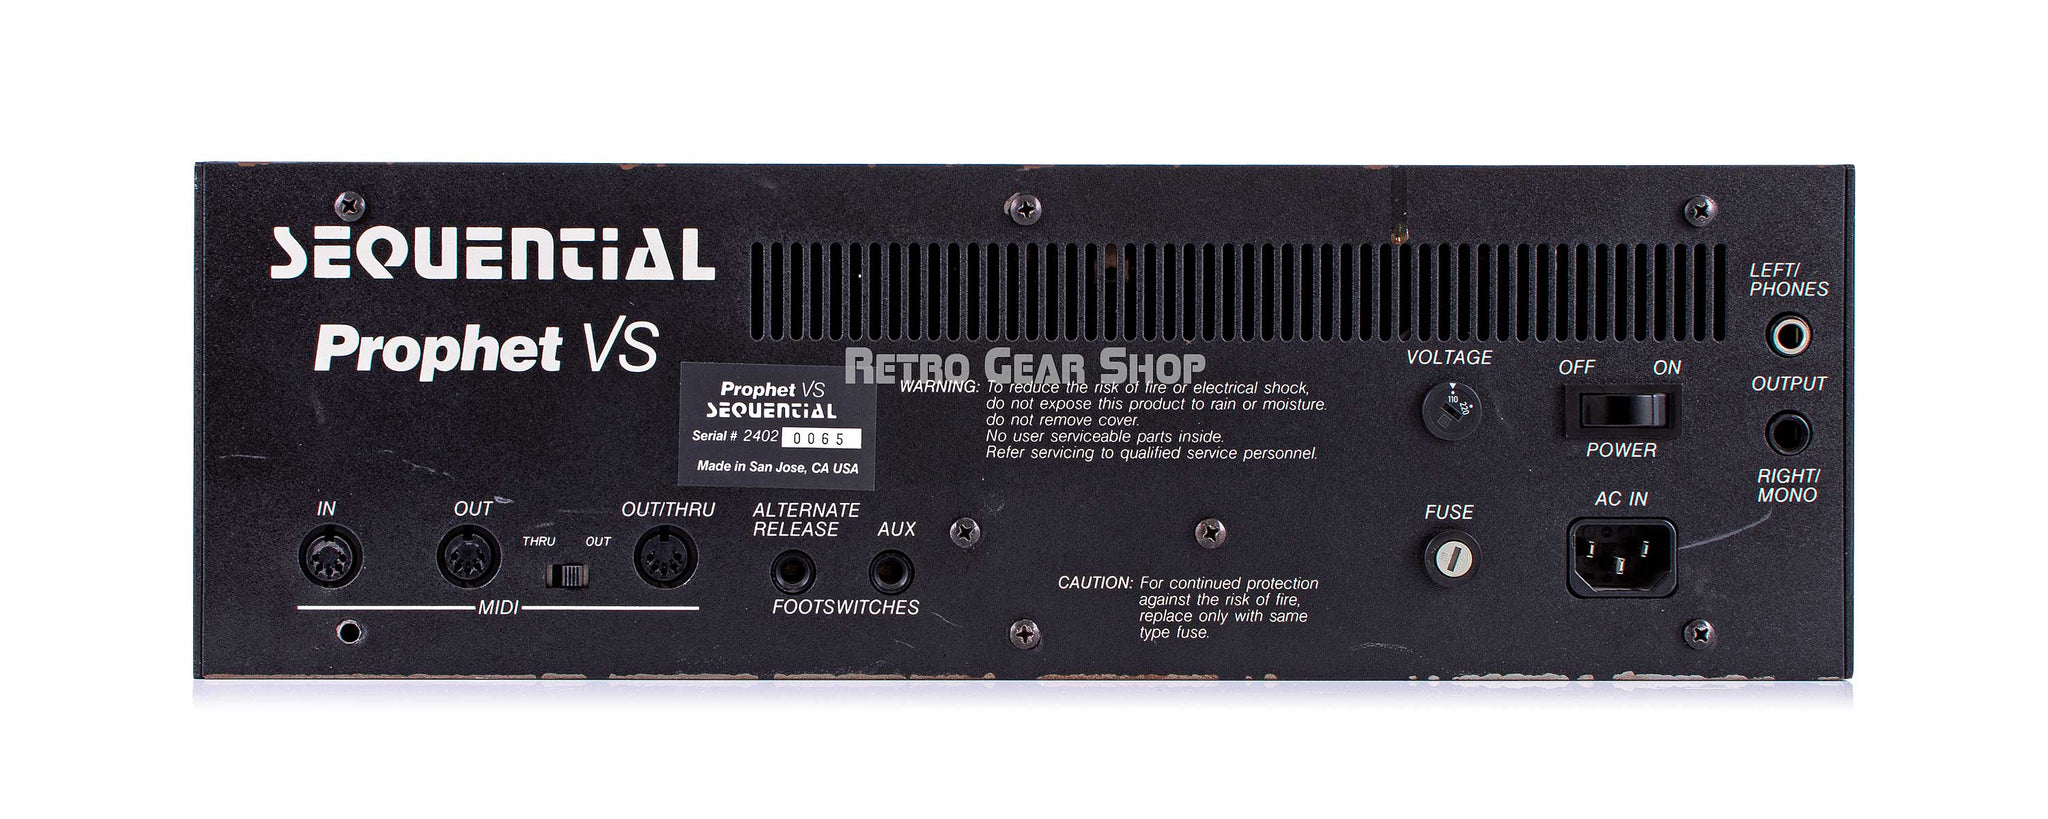 SEQUENTiAL
Prophet VS
Prophet VS
SEQUENTiAL
Serial # 2402 0065
Made in San Jose, CA USA
RETRO GEAR SHOP
WARNING: To reduce the risk of fire or electrical shock,
do not expose this product to rain or moisture.
do not remove cover.
No user serviceable parts inside.
Refer servicing to qualified service personnel.
VOLTAGE
110 220
OFF ON
POWER
LEFT/
PHONES
OUTPUT
RIGHT/
MONO
IN
OUT
THRU OUT
OUT/THRU
MIDI
ALTERNATE
RELEASE
AUX
FOOTSWITCHES
CAUTION: For continued protection
against the risk of fire,
replace only with same
type fuse.
FUSE
AC IN